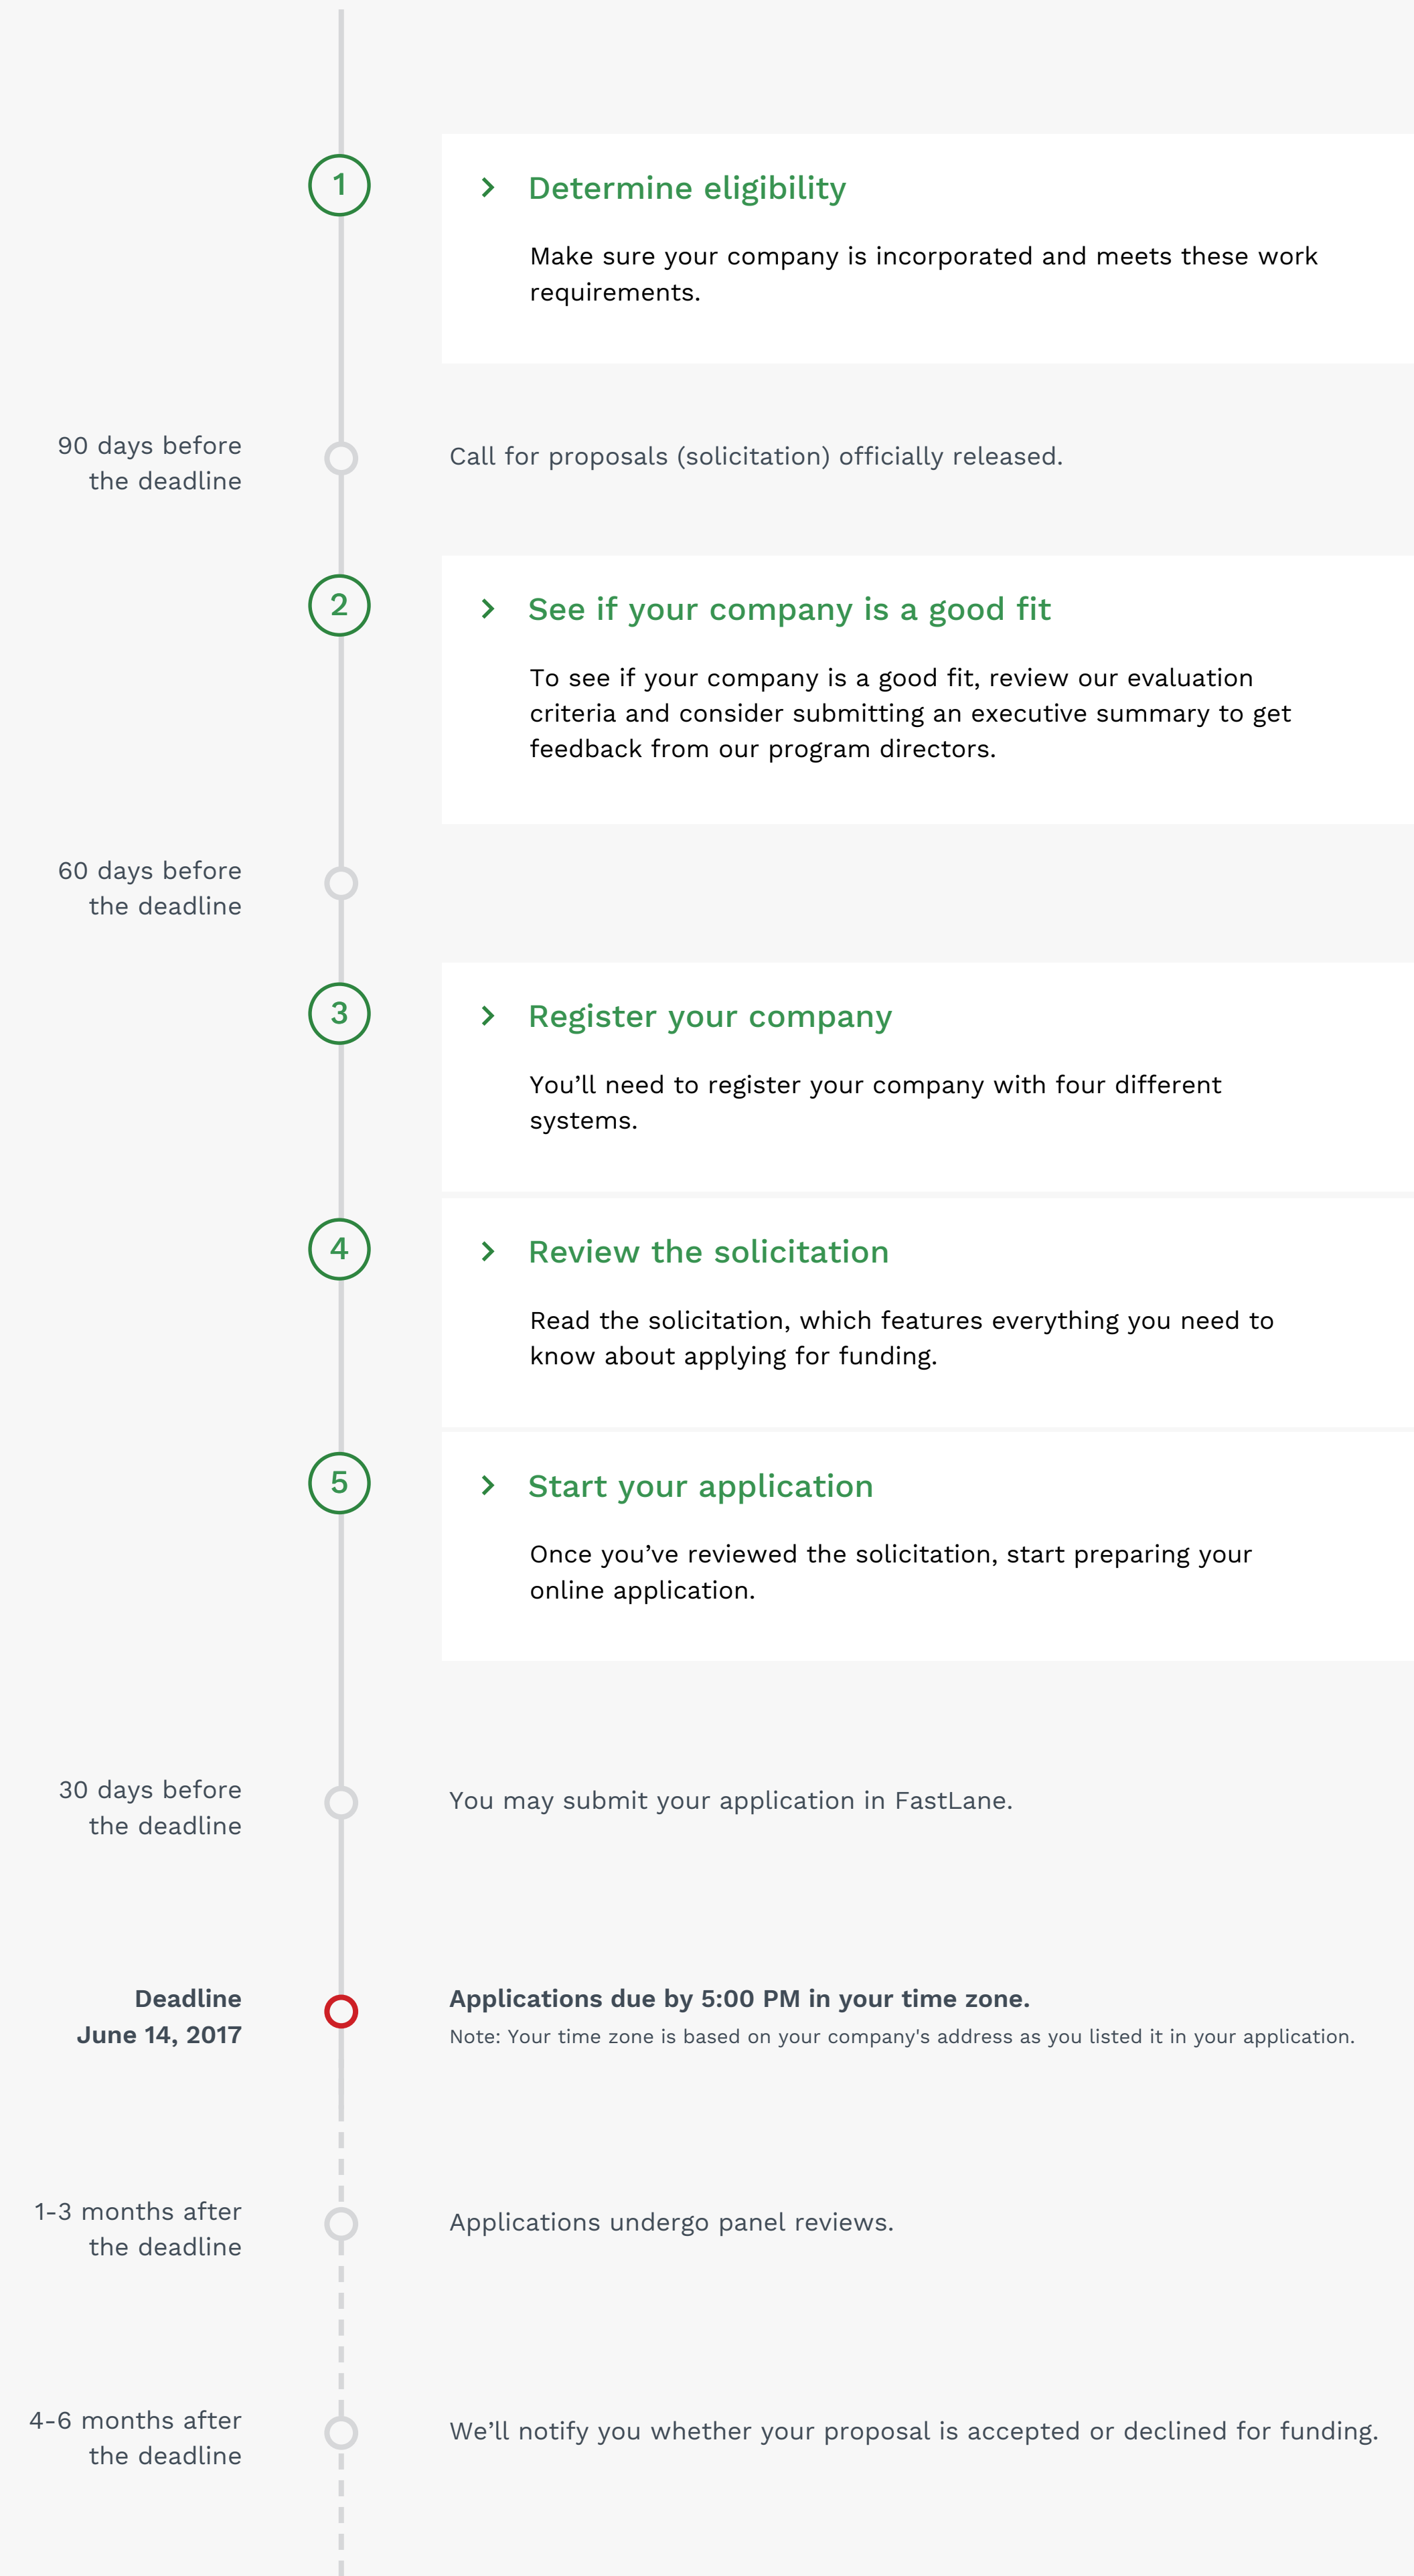 1
Determine eligibility
Make sure your company is incorporated and meets these work
requirements.
90 days before
the deadline
Call for proposals (solicitation) officially released.
2
See if your company is a good fit
To see if your company is a good fit, review our evaluation
criteria and consider submitting an executive summary to get
feedback from our program directors.
60 days before
the deadline
3
Register your company
You’ll need to register your company with four different
systems.
4
Review the solicitation
Read the solicitation, which features everything you need to
know about applying for funding.
5
Start your application
Once you’ve reviewed the solicitation, start preparing your
online application.
30 days before
the deadline
You may submit your application in FastLane.
Deadline
June 14, 2017
Applications due by 5:00 PM in your time zone.
Note: Your time zone is based on your company's address as you listed it in your application.
1-3 months after
the deadline
Applications undergo panel reviews.
4-6 months after
the deadline
We’ll notify you whether your proposal is accepted or declined for funding.